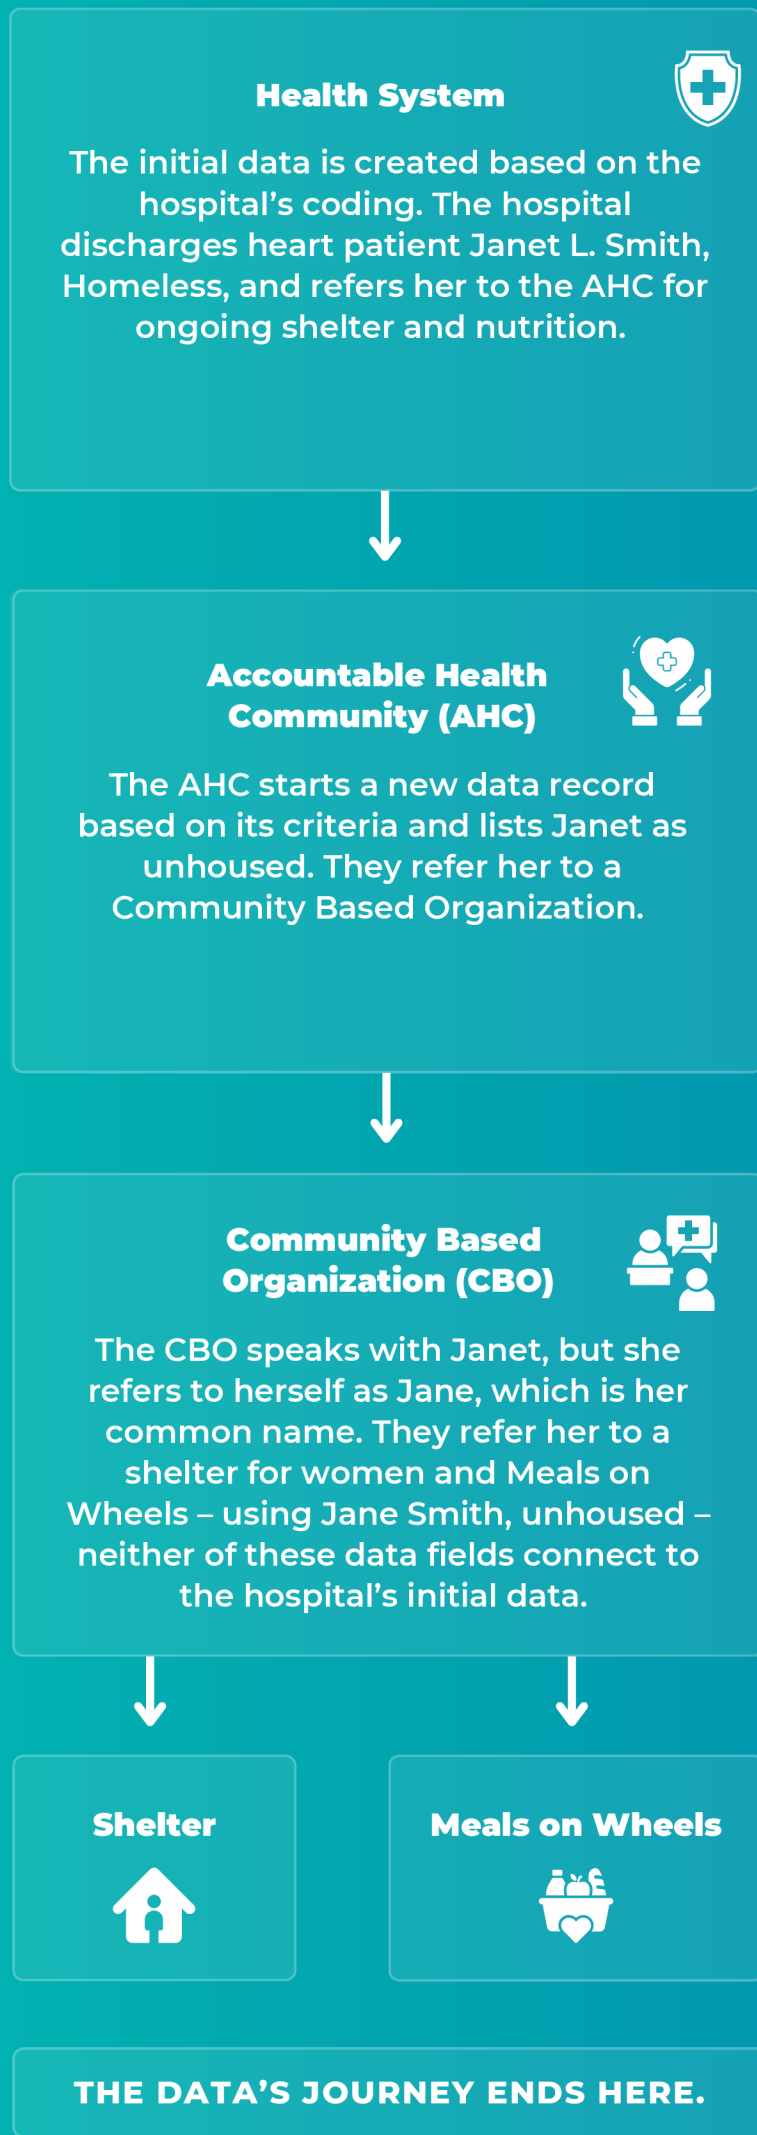 Health System
The initial data is created based on the
hospital’s coding. The hospital
discharges heart patient Janet L. Smith,
Homeless, and refers her to the AHC for
ongoing shelter and nutrition.
Accountable Health
Community (AHC)
The AHC starts a new data record
based on its criteria and lists Janet as
unhoused. They refer her to a
Community Based Organization.
Community Based
Organization (CBO)
The CBO speaks with Janet, but she
refers to herself as Jane, which is her
common name. They refer her to a
shelter for women and Meals on
Wheels – using Jane Smith, unhoused –
neither of these data fields connect to
the hospital’s initial data.
Shelter
Meals on Wheels
THE DATA’S JOURNEY ENDS HERE.